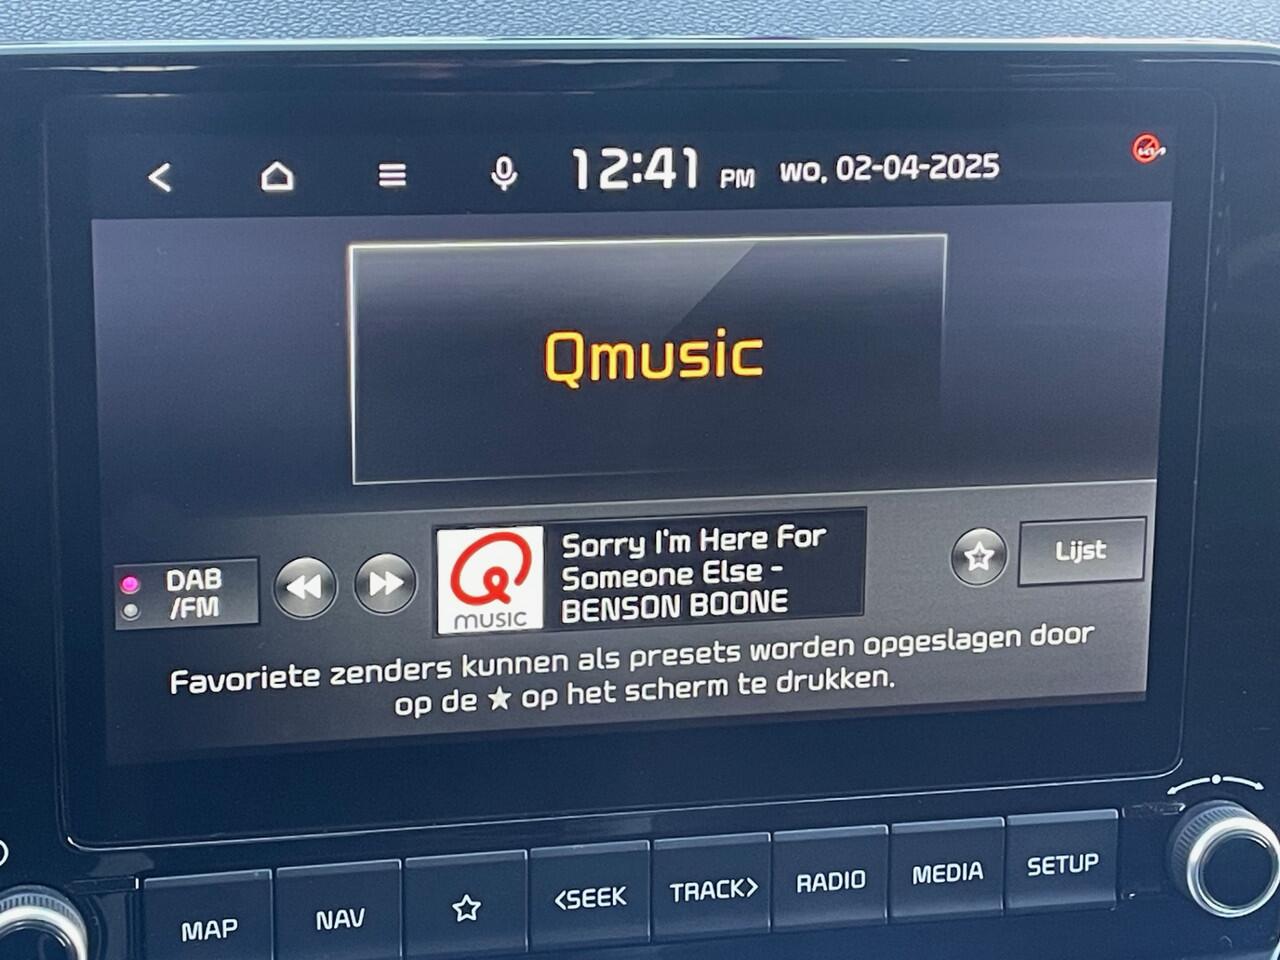 12:41 PM wo. 02-04-2025
Qmusic
DAB
/FM
MUSIC
Sorry I'm Here For
Someone Else -
BENSON BOONE
Lijst
Favoriete zenders kunnen als presets worden opgeslagen door
op de ★ op het scherm te drukken.
MAP
NAV
<SEEK
TRACK>
RADIO
MEDIA
SETUP